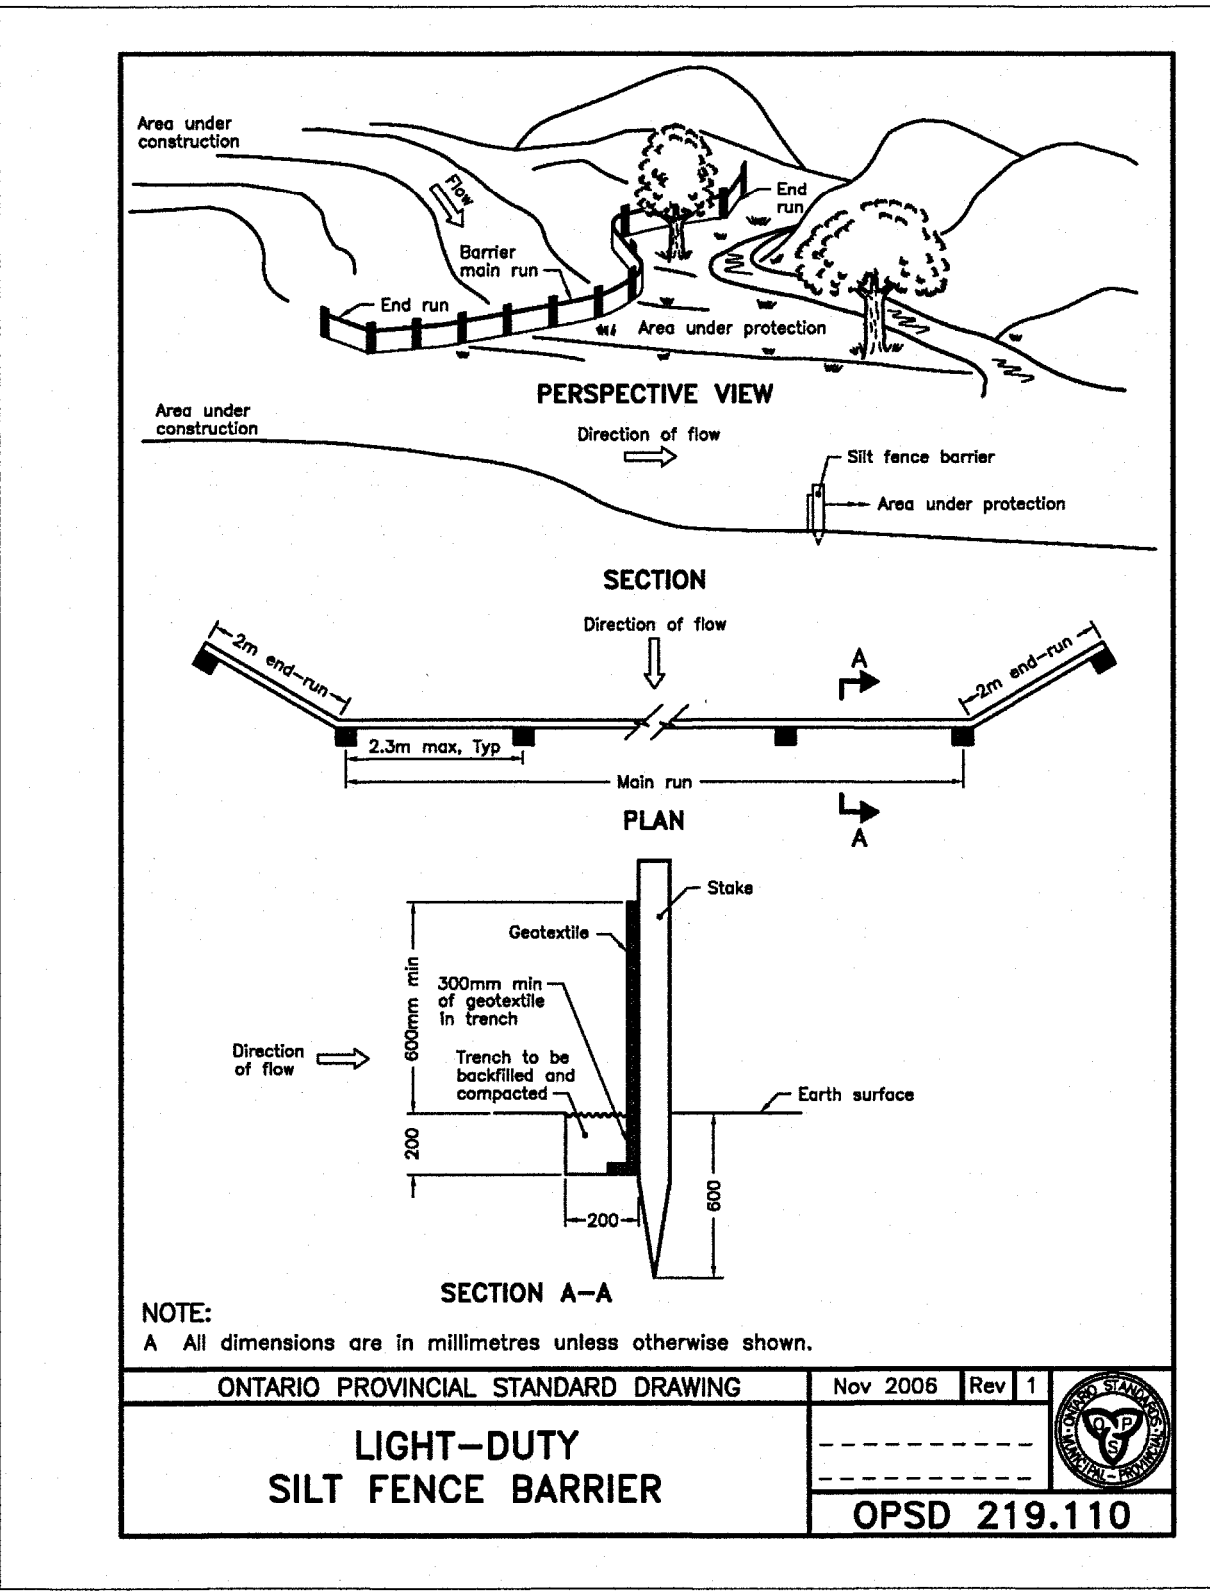 Area under
construction
Flow
End
run
Barrier
main run
End run
Area under protection
PERSPECTIVE VIEW
Area under
construction
Direction of flow
Silt fence barrier
Area under protection
SECTION
Direction of flow
2m end-run
A
2m end-run
2.3m max, Typ
Main run
PLAN
A
Stake
Geotextile
600mm min
300mm min
of geotextile
in trench
Direction
of flow
Trench to be
backfilled and
compacted
Earth surface
200
600
200
SECTION A-A
NOTE:
A All dimensions are in millimetres unless otherwise shown.
ONTARIO PROVINCIAL STANDARD DRAWING
Nov 2006 Rev 1
ONTARIO STANDARDS
MUNICIPAL - PROVINCIAL
O P S
LIGHT-DUTY
SILT FENCE BARRIER
OPSD 219.110